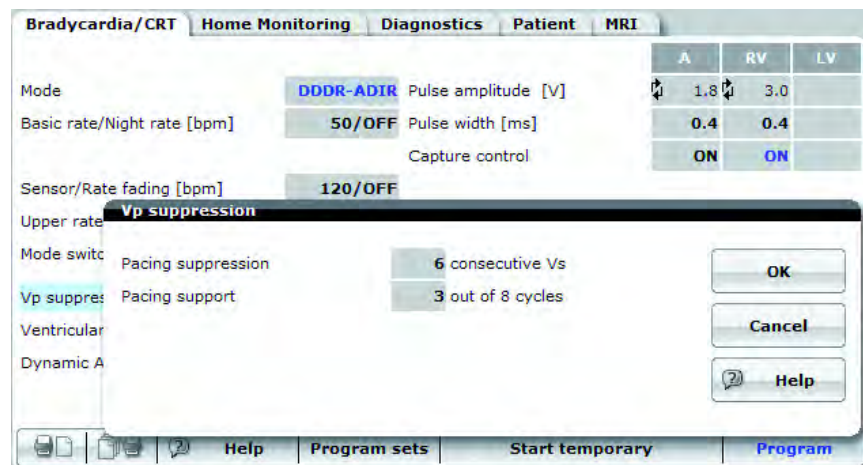 Bradycardia/CRT Home Monitoring Diagnostics Patient MRI
A RV LV
Mode DDDR-ADIR Pulse amplitude [V] 1.8 3.0
Basic rate/Night rate [bpm] 50/OFF Pulse width [ms] 0.4 0.4
Capture control ON ON
Sensor/Rate fading [bpm] 120/OFF
Vp suppression
Upper rate
Mode switc
Pacing suppression 6 consecutive Vs OK
Vp suppres
Pacing support 3 out of 8 cycles
Ventricular
Cancel
Dynamic A
Help
Help Program sets Start temporary Program